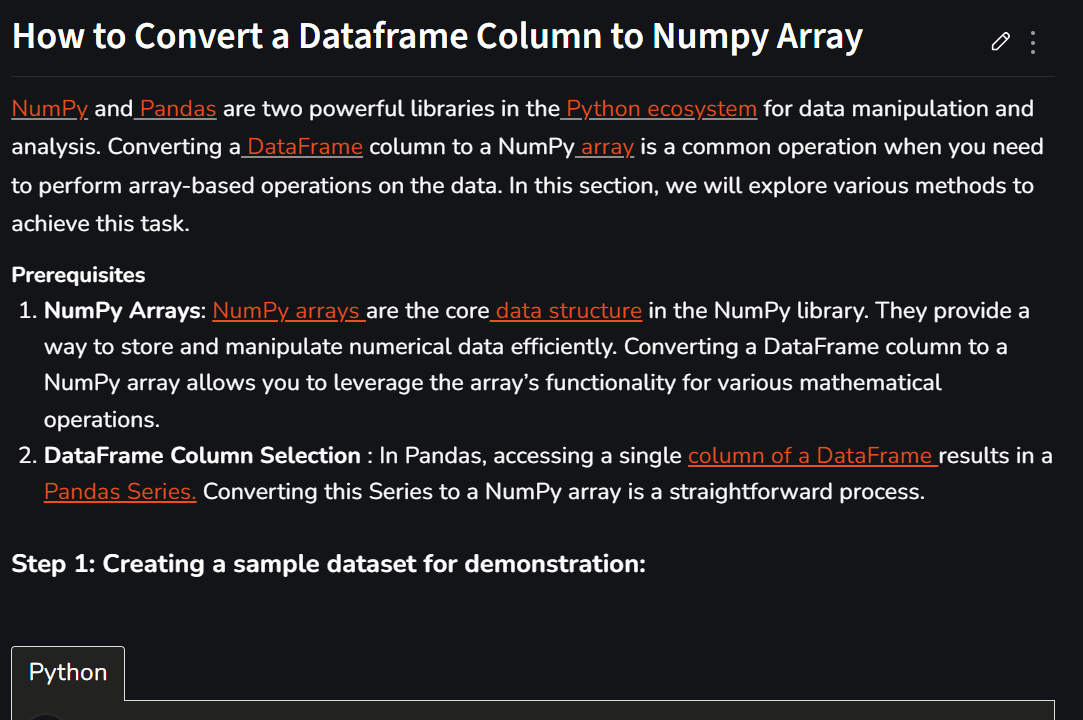 How to Convert a Dataframe Column to Numpy Array
NumPy and Pandas are two powerful libraries in the Python ecosystem for data manipulation and
analysis. Converting a DataFrame column to a NumPy array is a common operation when you need
to perform array-based operations on the data. In this section, we will explore various methods to
achieve this task.
Prerequisites
1. NumPy Arrays: NumPy arrays are the core data structure in the NumPy library. They provide a
way to store and manipulate numerical data efficiently. Converting a DataFrame column to a
NumPy array allows you to leverage the array’s functionality for various mathematical
operations.
2. DataFrame Column Selection : In Pandas, accessing a single column of a DataFrame results in a
Pandas Series. Converting this Series to a NumPy array is a straightforward process.
Step 1: Creating a sample dataset for demonstration:
Python